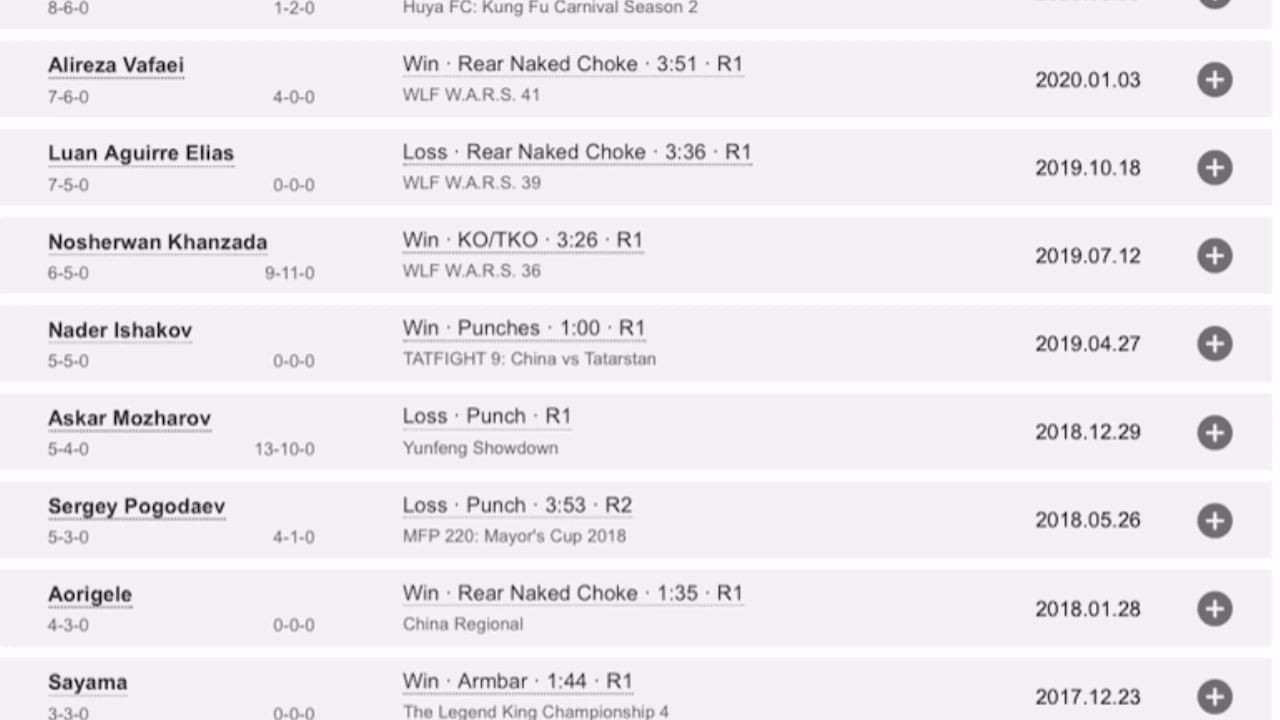 8-6-0 1-2-0 Huya FC: Kung Fu Carnival Season 2
Alireza Vafaei Win · Rear Naked Choke · 3:51 · R1 2020.01.03
7-6-0 4-0-0 WLF W.A.R.S. 41
Luan Aguirre Elias Loss · Rear Naked Choke · 3:36 · R1 2019.10.18
7-5-0 0-0-0 WLF W.A.R.S. 39
Nosherwan Khanzada Win · KO/TKO · 3:26 · R1 2019.07.12
6-5-0 9-11-0 WLF W.A.R.S. 36
Nader Ishakov Win · Punches · 1:00 · R1 2019.04.27
5-5-0 0-0-0 TATFIGHT 9: China vs Tatarstan
Askar Mozharov Loss · Punch · R1 2018.12.29
5-4-0 13-10-0 Yunfeng Showdown
Sergey Pogodaev Loss · Punch · 3:53 · R2 2018.05.26
5-3-0 4-1-0 MFP 220: Mayor's Cup 2018
Aorigele Win · Rear Naked Choke · 1:35 · R1 2018.01.28
4-3-0 0-0-0 China Regional
Sayama Win · Armbar · 1:44 · R1 2017.12.23
3-3-0 0-0-0 The Legend King Championship 4